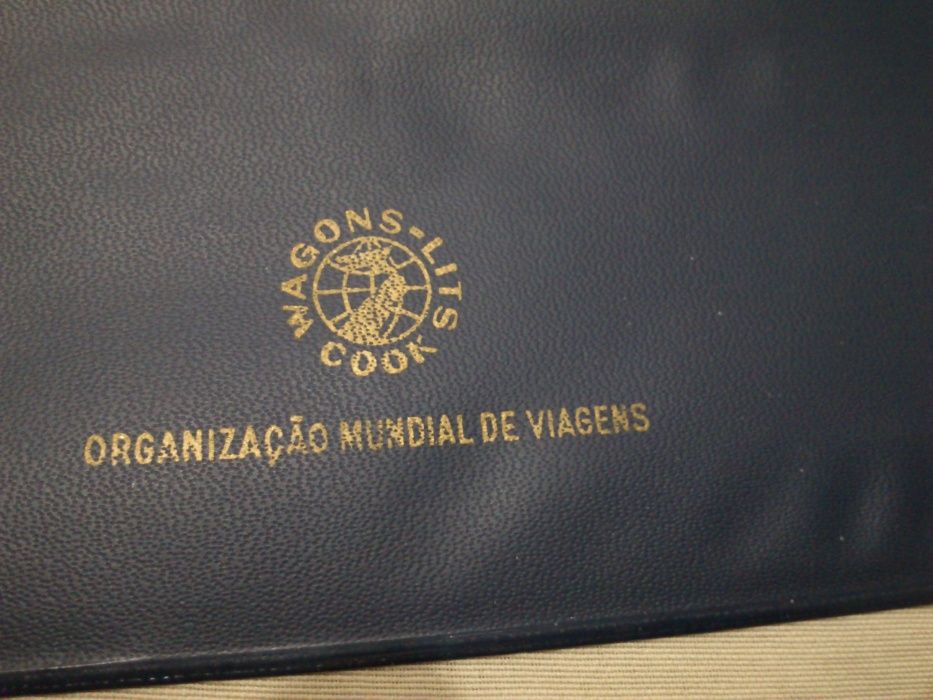 WAGONS-LITS
COOK
ORGANIZAÇÃO MUNDIAL DE VIAGENS